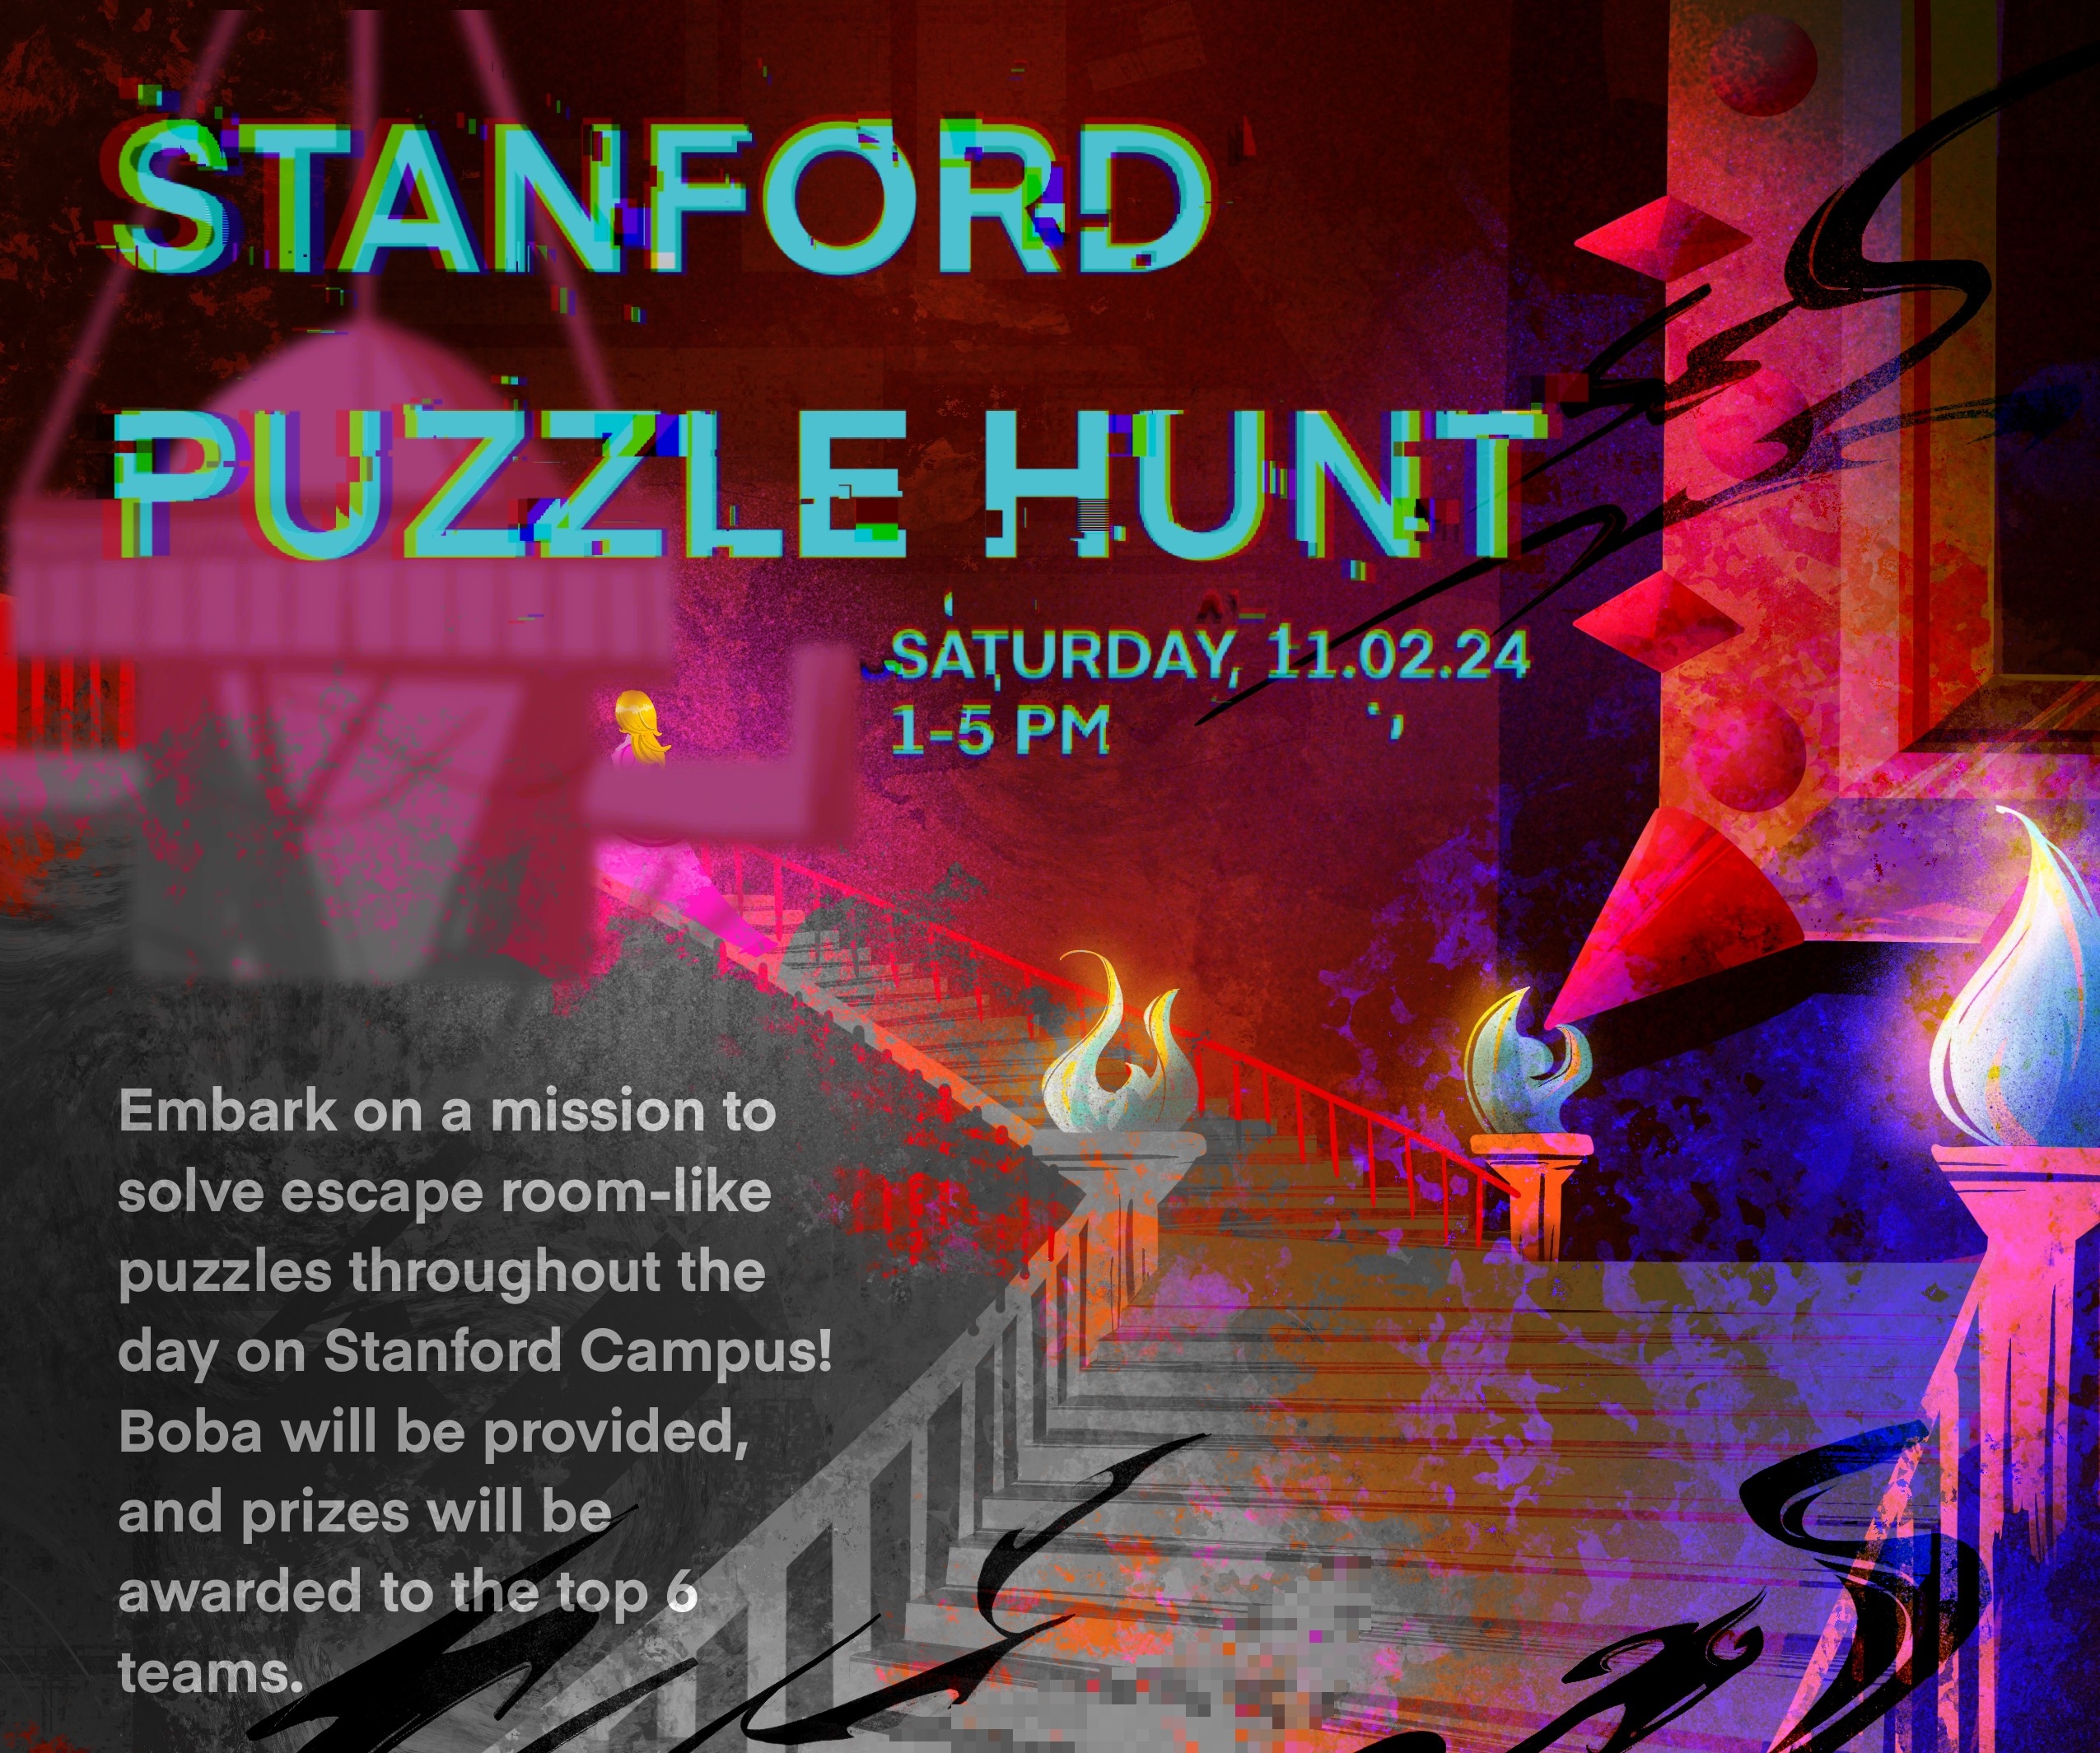 STANFORD
PUZZLE HUNT
SATURDAY, 11.02.24
1-5 PM
Embark on a mission to
solve escape room-like
puzzles throughout the
day on Stanford Campus!
Boba will be provided,
and prizes will be
awarded to the top 6
teams.